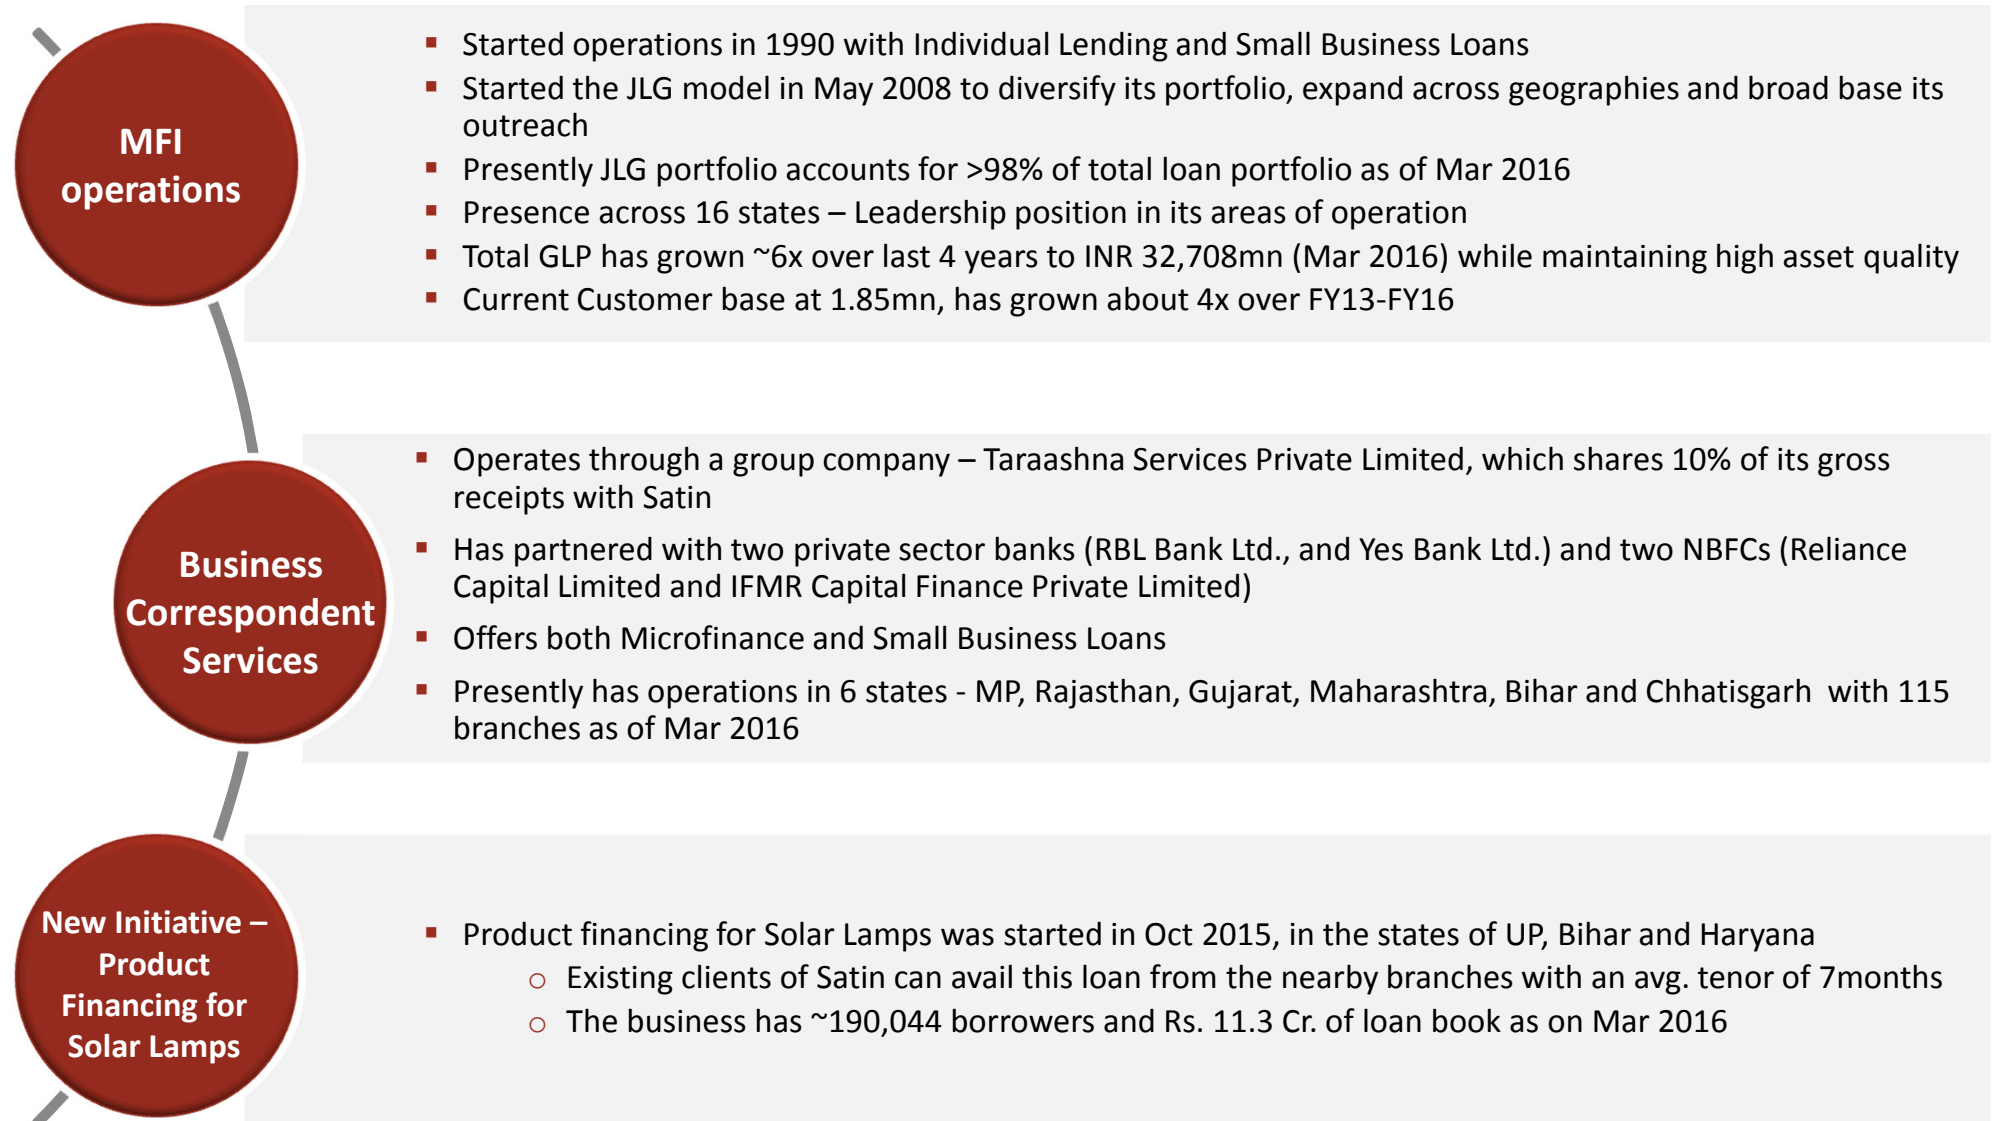 MFI
operations
▪ Started operations in 1990 with Individual Lending and Small Business Loans
▪ Started the JLG model in May 2008 to diversify its portfolio, expand across geographies and broad base its
outreach
▪ Presently JLG portfolio accounts for >98% of total loan portfolio as of Mar 2016
▪ Presence across 16 states – Leadership position in its areas of operation
▪ Total GLP has grown ~6x over last 4 years to INR 32,708mn (Mar 2016) while maintaining high asset quality
▪ Current Customer base at 1.85mn, has grown about 4x over FY13-FY16
Business
Correspondent
Services
▪ Operates through a group company – Taraashna Services Private Limited, which shares 10% of its gross
receipts with Satin
▪ Has partnered with two private sector banks (RBL Bank Ltd., and Yes Bank Ltd.) and two NBFCs (Reliance
Capital Limited and IFMR Capital Finance Private Limited)
▪ Offers both Microfinance and Small Business Loans
▪ Presently has operations in 6 states - MP, Rajasthan, Gujarat, Maharashtra, Bihar and Chhatisgarh with 115
branches as of Mar 2016
New Initiative –
Product
Financing for
Solar Lamps
▪ Product financing for Solar Lamps was started in Oct 2015, in the states of UP, Bihar and Haryana
o Existing clients of Satin can avail this loan from the nearby branches with an avg. tenor of 7months
o The business has ~190,044 borrowers and Rs. 11.3 Cr. of loan book as on Mar 2016